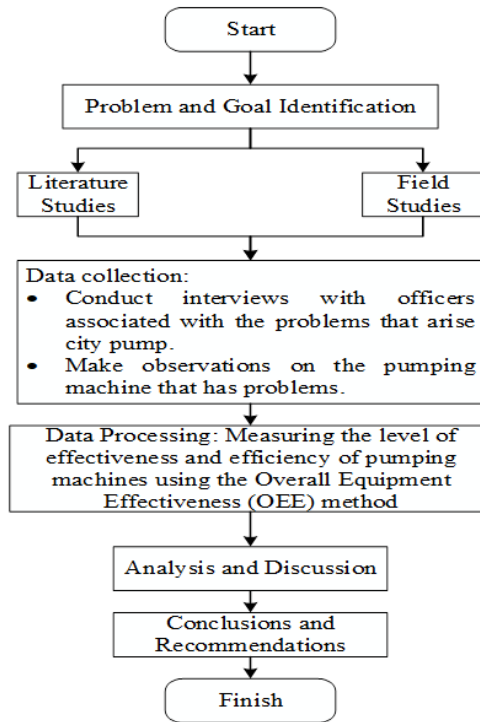 Start
Problem and Goal Identification
Literature
Studies
Field
Studies
Data collection:
• Conduct interviews with officers
associated with the problems that arise
city pump.
• Make observations on the pumping
machine that has problems.
Data Processing: Measuring the level of
effectiveness and efficiency of pumping
machines using the Overall Equipment
Effectiveness (OEE) method
Analysis and Discussion
Conclusions and
Recommendations
Finish